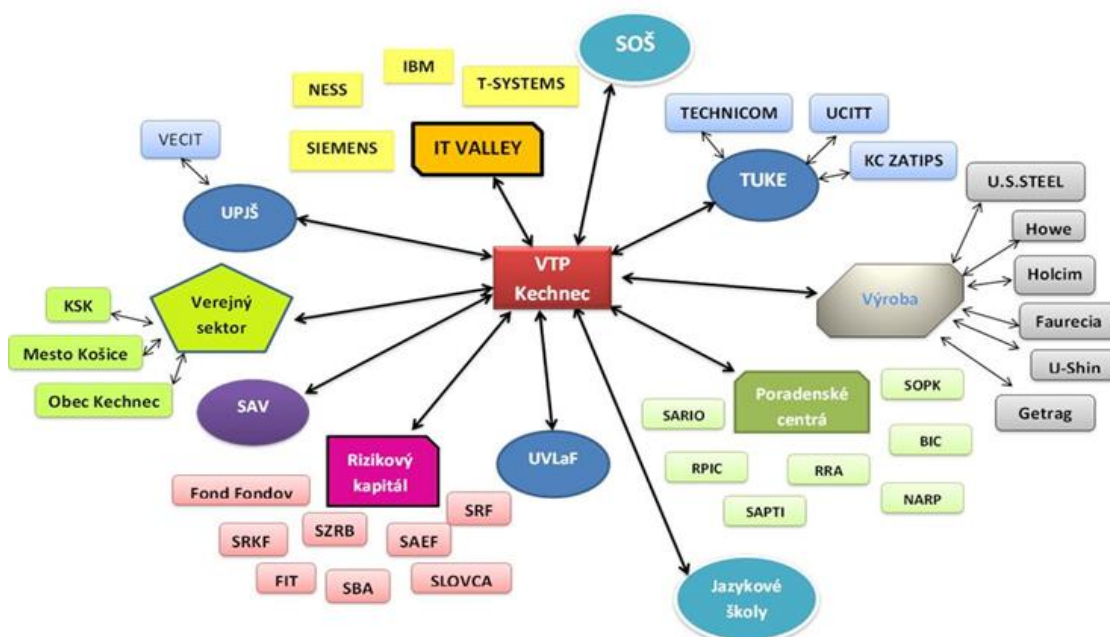 SOŠ
IBM
NESS
T-SYSTEMS
SIEMENS
IT VALLEY
VECIT
UPJŠ
TECHNICOM
UCITT
KC ZATIPS
TUKE
U.S.STEEL
Howe
Holcim
Faurecia
U-Shin
Getrag
Výroba
VTP
Kechnec
Verejný
sektor
KSK
Mesto Košice
Obec Kechnec
SAV
Rizikový
kapitál
Fond Fondov
SRF
SZRB
SRKF
SAEF
FIT
SBA
SLOVCA
UVLaF
Poradenské
centrá
SOPK
SARIO
BIC
RPIC
RRA
NARP
SAPTI
Jazykové
školy